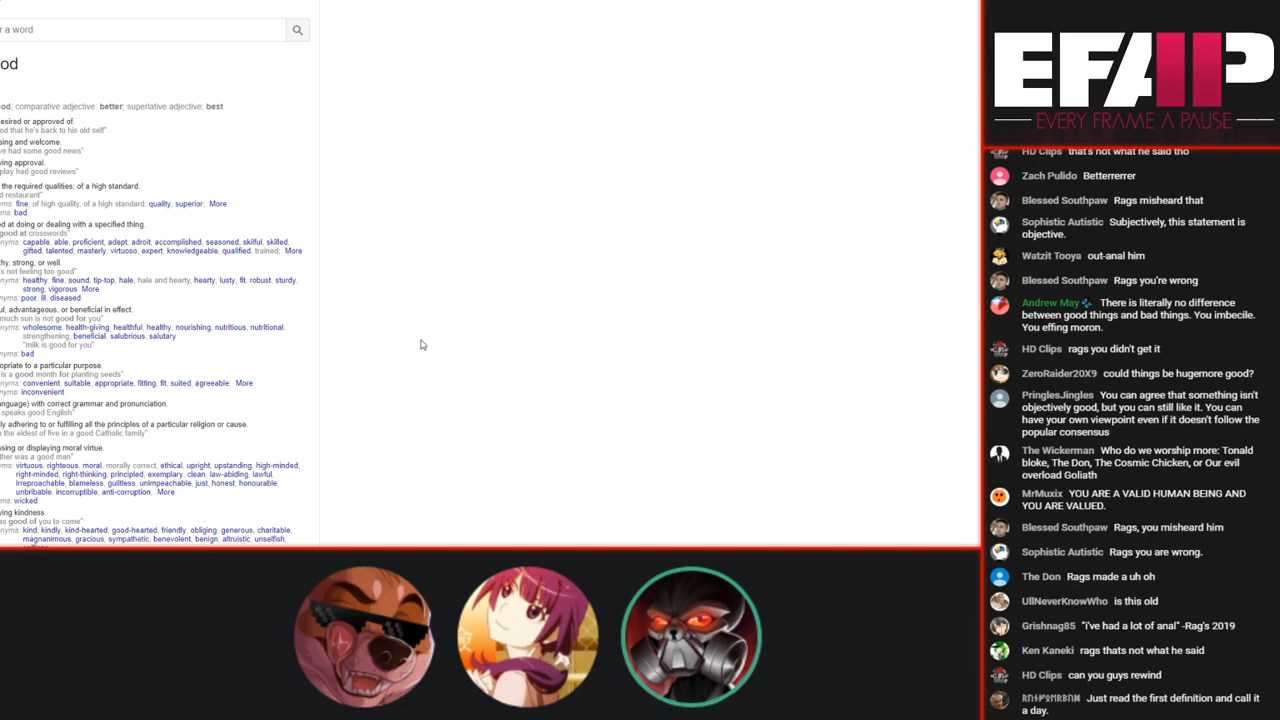 r a word
od
od; comparative adjective: better; superlative adjective: best
esired or approved of.
od that he's back to his old self"
sing and welcome.
ve had some good news"
ving approval.
play had good reviews"
the required qualities; of a high standard.
d restaurant"
nyms: fine, of high quality, of a high standard, quality, superior, More
ms: bad
ed at doing or dealing with a specified thing.
good at crosswords"
onyms: capable, able, proficient, adept, adroit, accomplished, seasoned, skilful, skilled,
gifted, talented, masterly, virtuoso, expert, knowledgeable, qualified, trained, More
hy, strong, or well.
's not feeling too good"
nyms: healthy, fine, sound, tip-top, hale, hale and hearty, hearty, lusty, fit, robust, sturdy,
strong, vigorous More
nyms: poor, ill, diseased
ul, advantageous, or beneficial in effect.
much sun is not good for you"
nyms: wholesome, health-giving, healthful, healthy, nourishing, nutritious, nutritional,
strengthening, beneficial, salubrious, salutary
"milk is good for you"
nyms: bad
opriate to a particular purpose.
is a good month for planting seeds"
nyms: convenient, suitable, appropriate, fitting, fit, suited, agreeable, More
nyms: inconvenient
anguage) with correct grammar and pronunciation.
speaks good English"
ly adhering to or fulfilling all the principles of a particular religion or cause.
n the eldest of five in a good Catholic family"
ssing or displaying moral virtue.
ther was a good man"
yms: virtuous, righteous, moral, morally correct, ethical, upright, upstanding, high-minded,
right-minded, right-thinking, principled, exemplary, clean, law-abiding, lawful,
irreproachable, blameless, guiltless, unimpeachable, just, honest, honourable,
unbribable, incorruptible, anti-corruption, More
ms: wicked
ving kindness.
as good of you to come"
onyms: kind, kindly, kind-hearted, good-hearted, friendly, obliging, generous, charitable,
magnanimous, gracious, sympathetic, benevolent, benign, altruistic, unselfish,
EFAP
EVERY FRAME A PAUSE
HD Clips that's not what he said tho
Zach Pulido Betterrerrer
Blessed Southpaw Rags misheard that
Sophistic Autistic Subjectively, this statement is
objective.
Watzit Tooya out-anal him
Blessed Southpaw Rags you're wrong
Andrew May There is literally no difference
between good things and bad things. You imbecile.
You effing moron.
HD Clips rags you didn't get it
ZeroRaider20X9 could things be hugemore good?
PringlesJingles You can agree that something isn't
objectively good, but you can still like it. You can
have your own viewpoint even if it doesn't follow the
popular consensus
The Wickerman Who do we worship more: Tonald
bloke, The Don, The Cosmic Chicken, or Our evil
overload Goliath
MrMuxix YOU ARE A VALID HUMAN BEING AND
YOU ARE VALUED.
Blessed Southpaw Rags, you misheard him
Sophistic Autistic Rags you are wrong.
The Don Rags made a uh oh
UllNeverKnowWho is this old
Grishnag85 "i've had a lot of anal" -Rag's 2019
Ken Kaneki rags thats not what he said
HD Clips can you guys rewind
Just read the first definition and call it
a day.